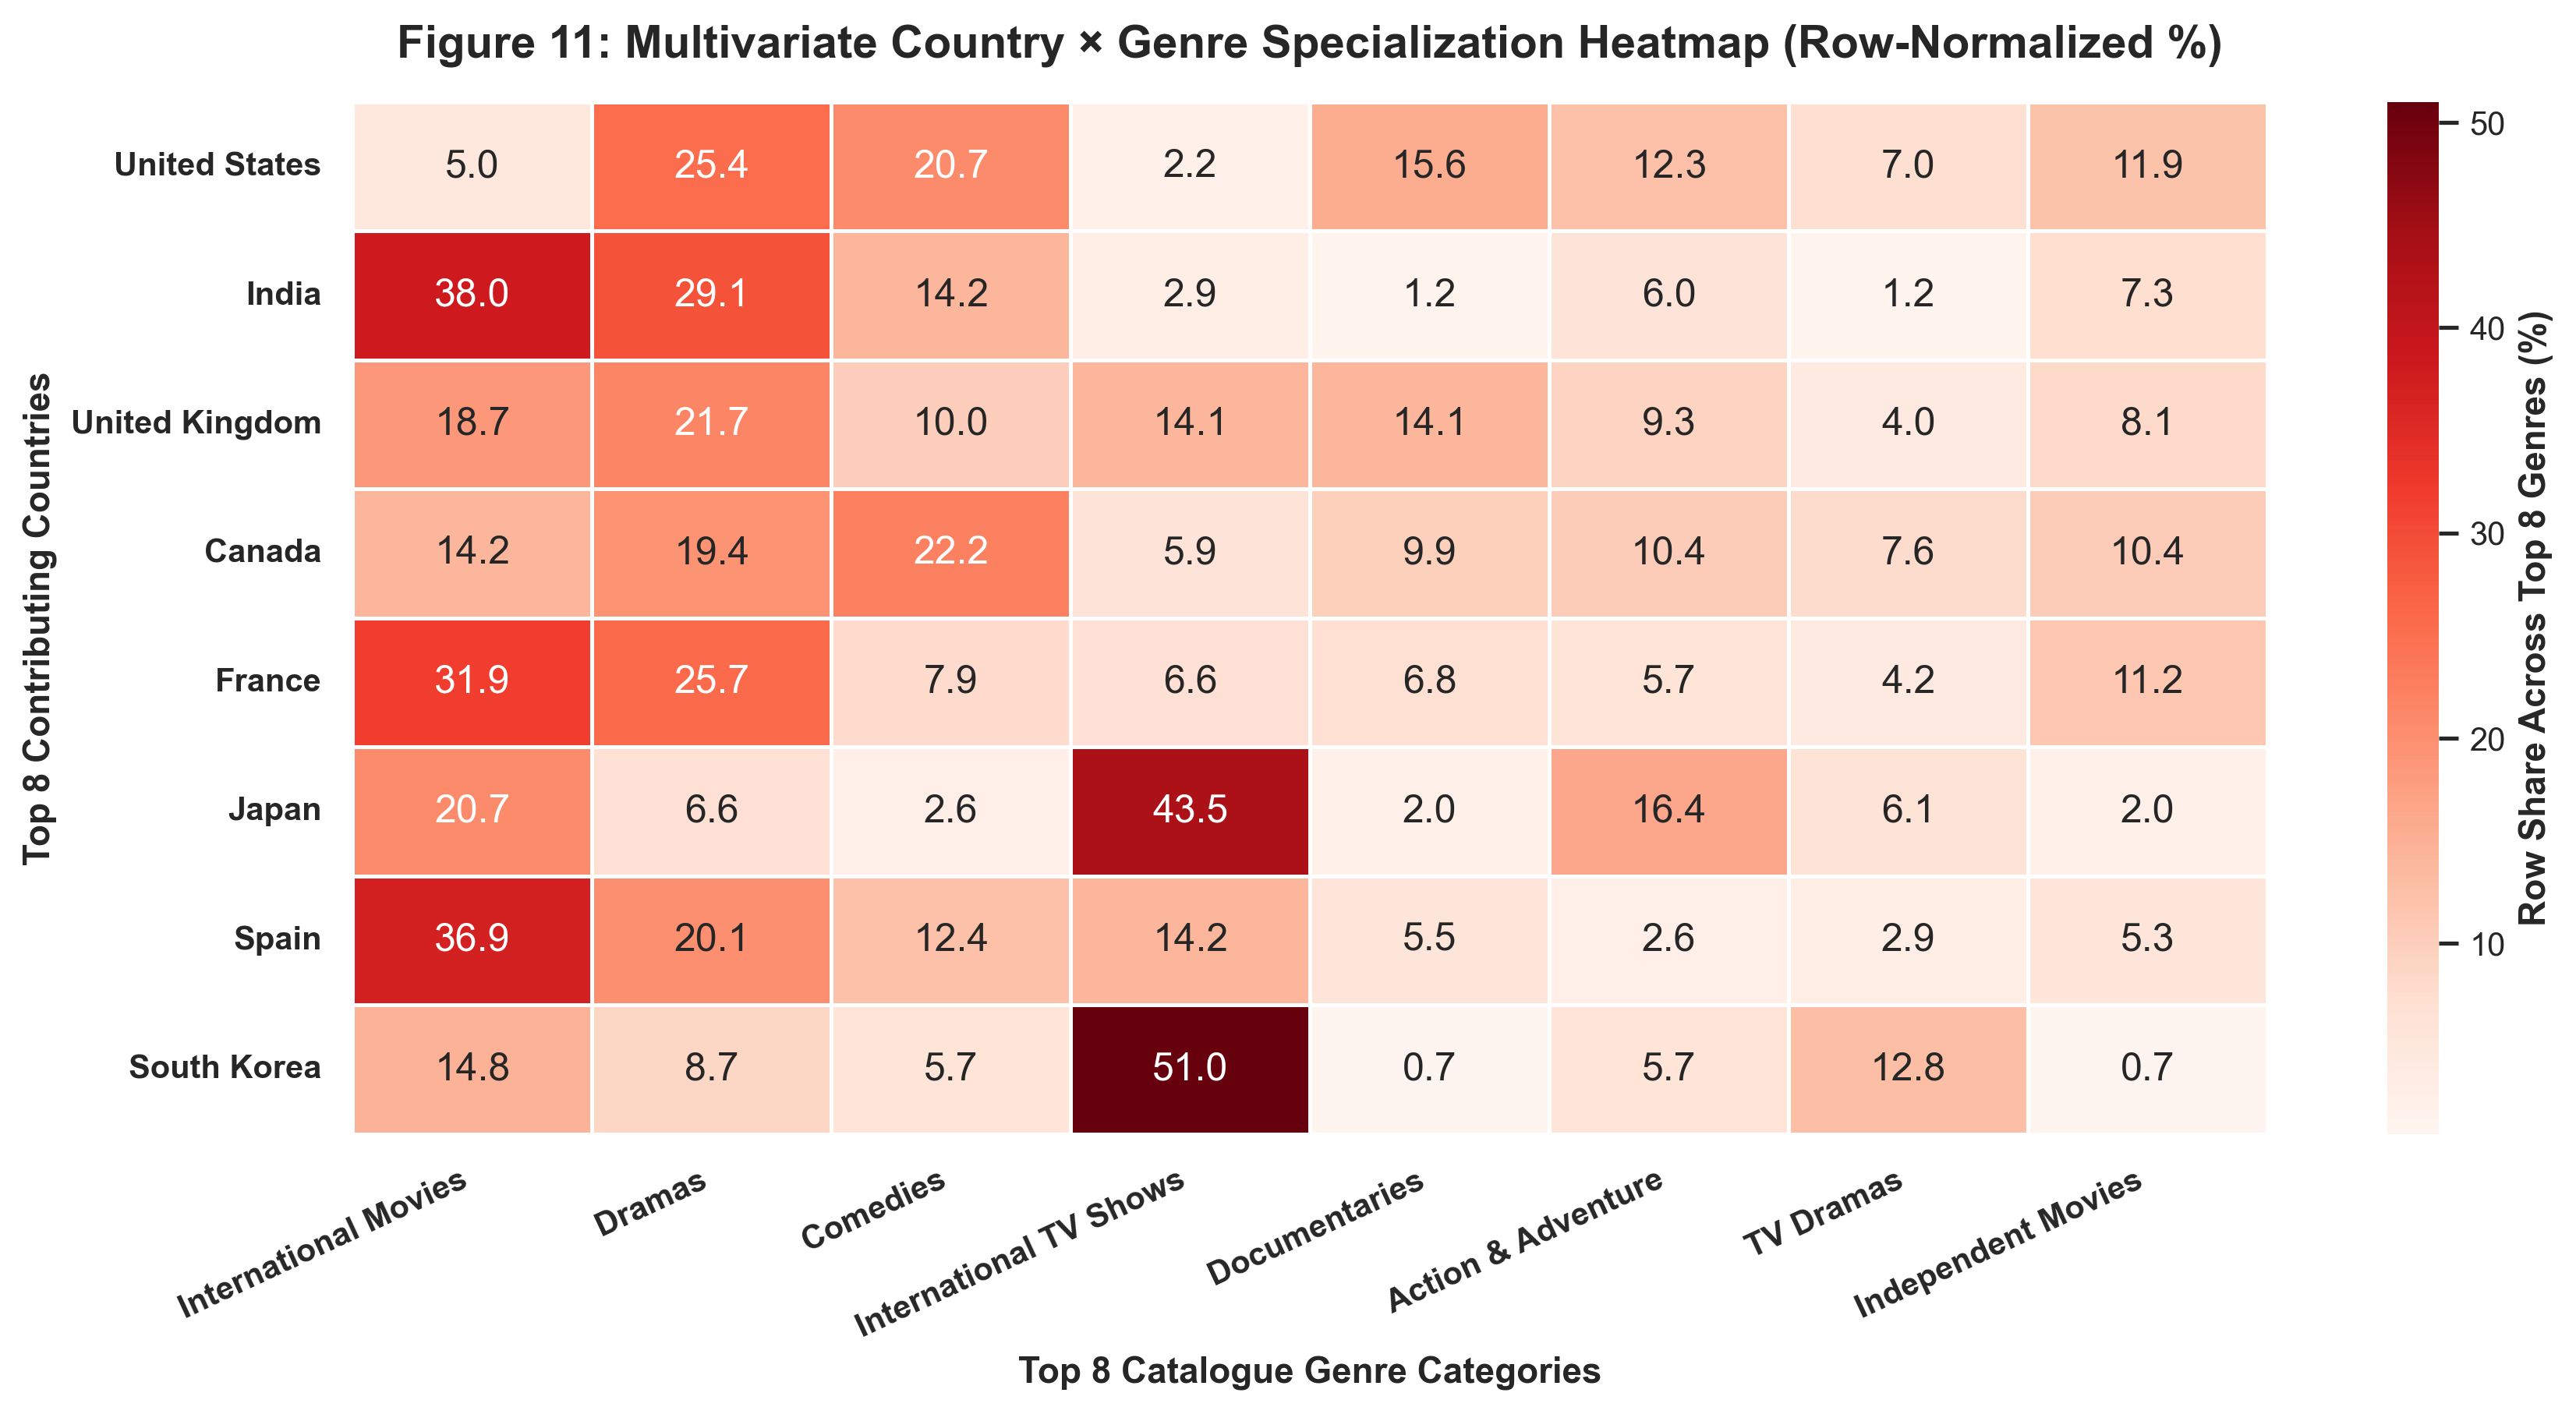 Figure 11: Multivariate Country × Genre Specialization Heatmap (Row-Normalized %)
Top 8 Contributing Countries
United States 5.0 25.4 20.7 2.2 15.6 12.3 7.0 11.9
India 38.0 29.1 14.2 2.9 1.2 6.0 1.2 7.3
United Kingdom 18.7 21.7 10.0 14.1 14.1 9.3 4.0 8.1
Canada 14.2 19.4 22.2 5.9 9.9 10.4 7.6 10.4
France 31.9 25.7 7.9 6.6 6.8 5.7 4.2 11.2
Japan 20.7 6.6 2.6 43.5 2.0 16.4 6.1 2.0
Spain 36.9 20.1 12.4 14.2 5.5 2.6 2.9 5.3
South Korea 14.8 8.7 5.7 51.0 0.7 5.7 12.8 0.7
International Movies
Dramas
Comedies
International TV Shows
Documentaries
Action & Adventure
TV Dramas
Independent Movies
Top 8 Catalogue Genre Categories
50
40
30
20
10
Row Share Across Top 8 Genres (%)